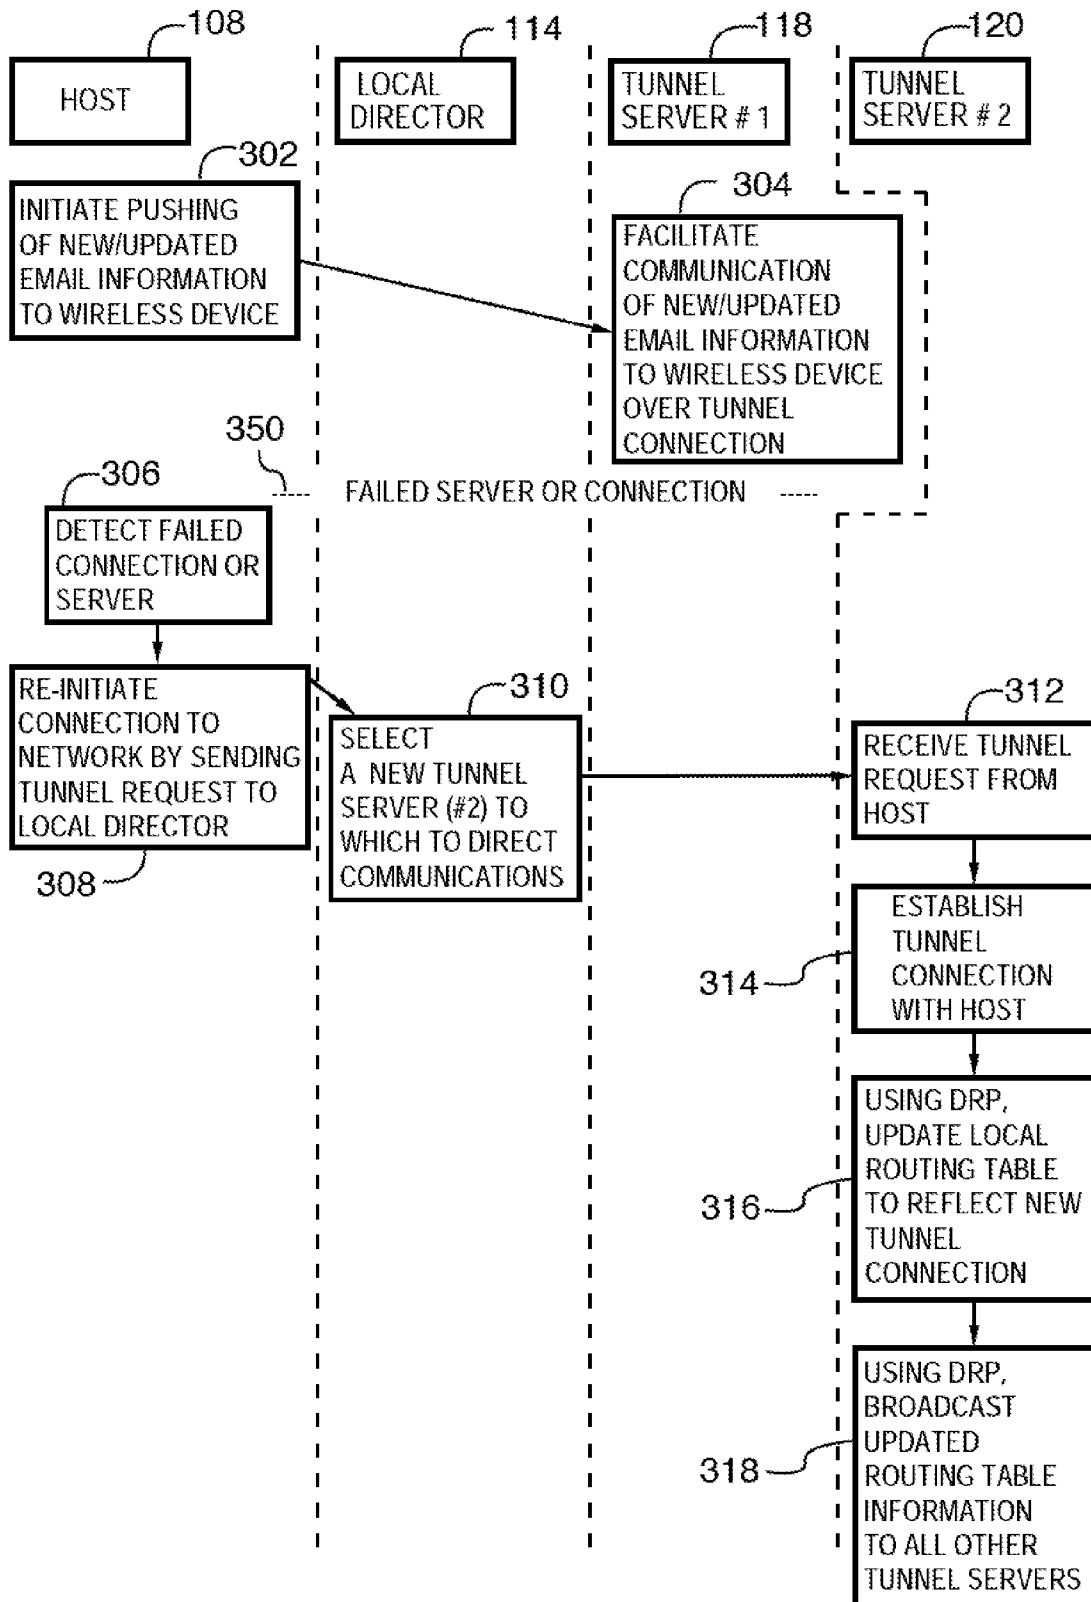 108
114
118
120
HOST
LOCAL
DIRECTOR
TUNNEL
SERVER # 1
TUNNEL
SERVER # 2
302
INITIATE PUSHING
OF NEW/UPDATED
EMAIL INFORMATION
TO WIRELESS DEVICE
304
FACILITATE
COMMUNICATION
OF NEW/UPDATED
EMAIL INFORMATION
TO WIRELESS DEVICE
OVER TUNNEL
CONNECTION
350
FAILED SERVER OR CONNECTION
306
DETECT FAILED
CONNECTION OR
SERVER
RE-INITIATE
CONNECTION TO
NETWORK BY SENDING
TUNNEL REQUEST TO
LOCAL DIRECTOR
308
310
SELECT
A NEW TUNNEL
SERVER (#2) TO
WHICH TO DIRECT
COMMUNICATIONS
312
RECEIVE TUNNEL
REQUEST FROM
HOST
314
ESTABLISH
TUNNEL
CONNECTION
WITH HOST
316
USING DRP,
UPDATE LOCAL
ROUTING TABLE
TO REFLECT NEW
TUNNEL
CONNECTION
318
USING DRP,
BROADCAST
UPDATED
ROUTING TABLE
INFORMATION
TO ALL OTHER
TUNNEL SERVERS